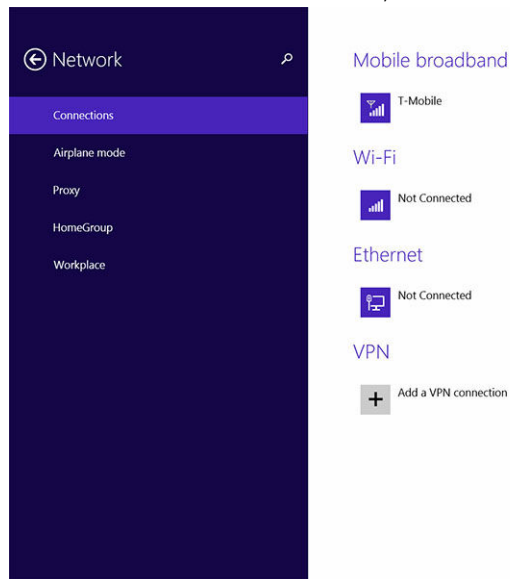 Network
Connections
Airplane mode
Proxy
HomeGroup
Workplace
Mobile broadband
T-Mobile
Wi-Fi
Not Connected
Ethernet
Not Connected
VPN
Add a VPN connection